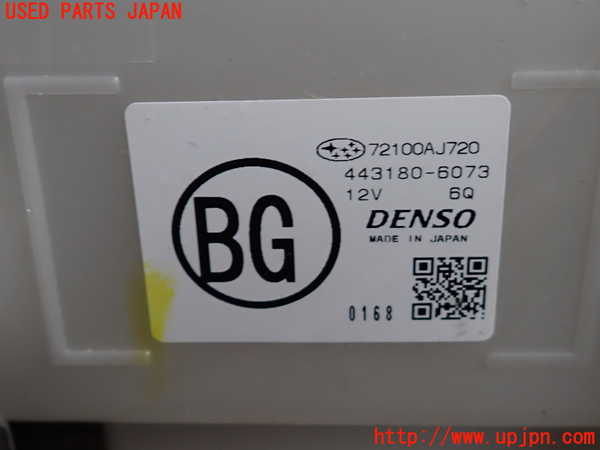 USED PARTS JAPAN
72100AJ720
443180-6073
12V 6Q
BG
DENSO
MADE IN JAPAN
0168
http://www.upjpn.com/